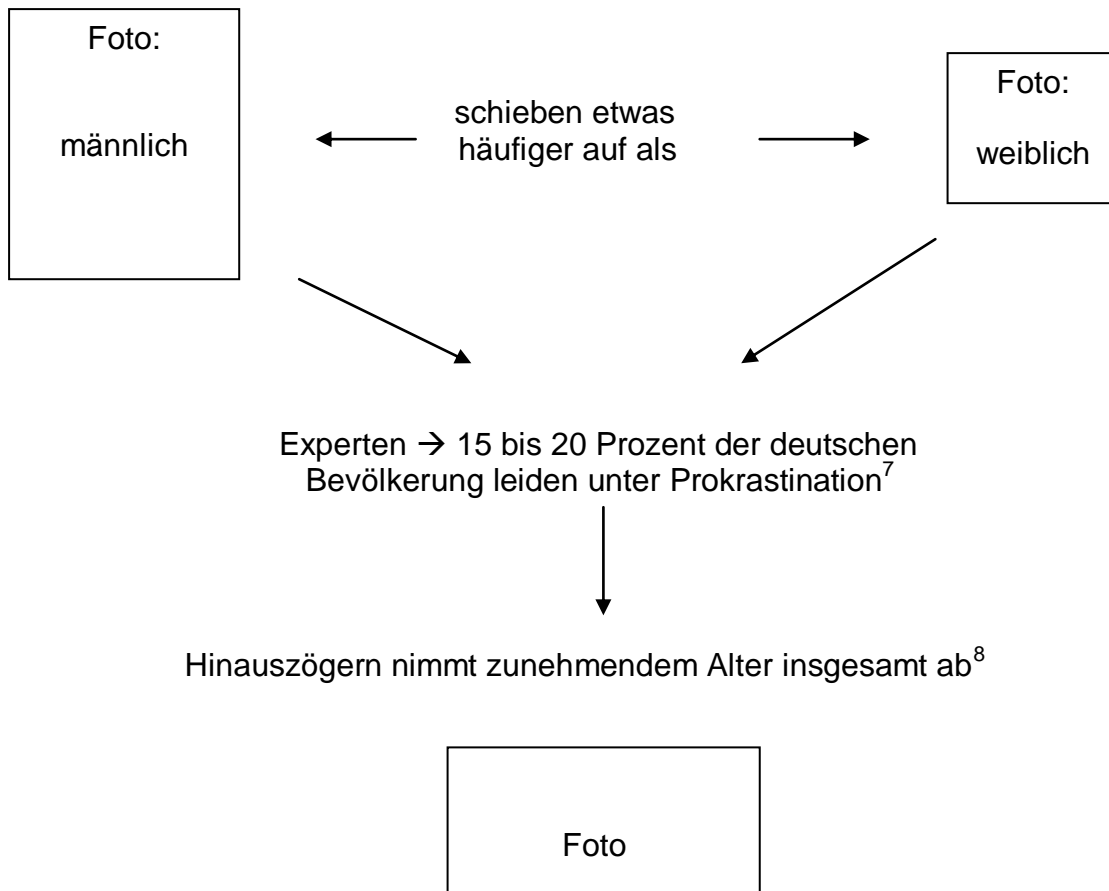 Foto:
männlich
schieben etwas
häufiger auf als
Foto:
weiblich
Experten → 15 bis 20 Prozent der deutschen
Bevölkerung leiden unter Prokrastination⁷
Hinauszögern nimmt zunehmendem Alter insgesamt ab⁸
Foto